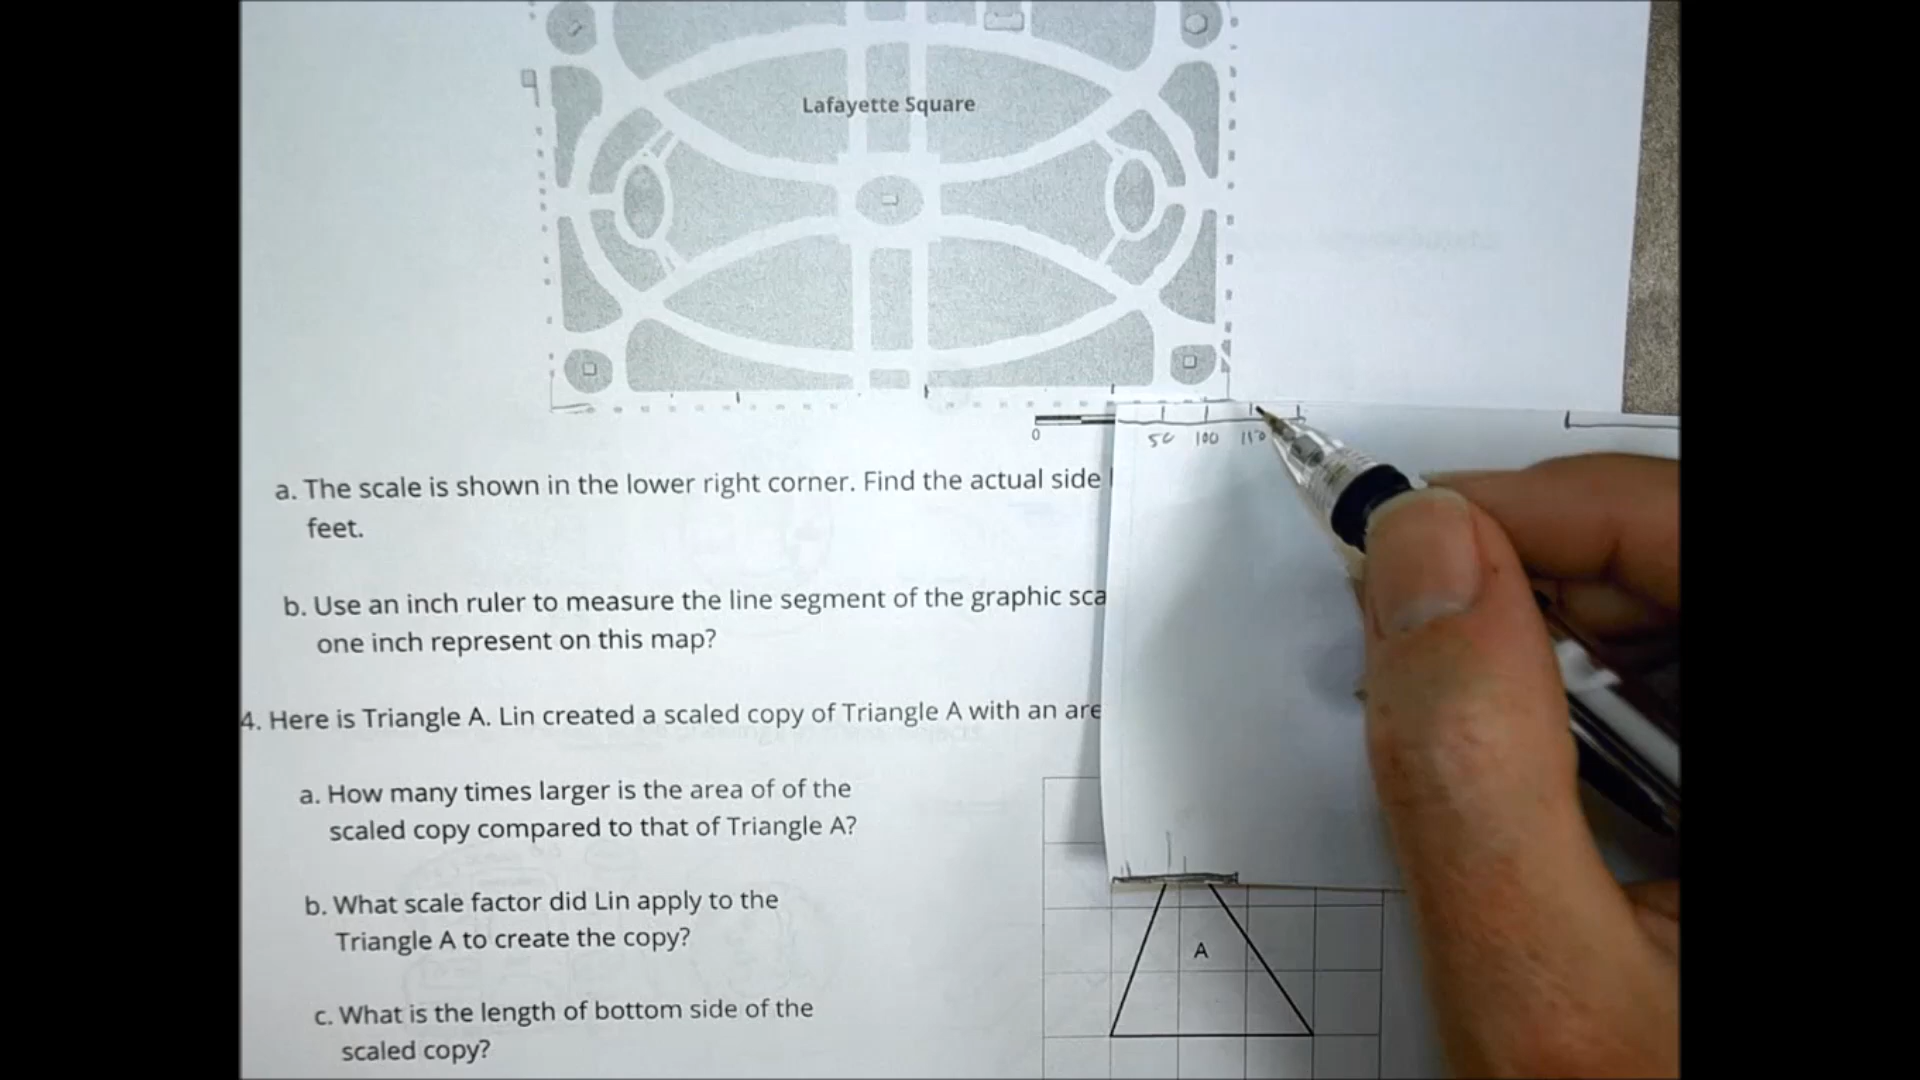 Lafayette Square
0
50 100 150
a. The scale is shown in the lower right corner. Find the actual side
feet.
b. Use an inch ruler to measure the line segment of the graphic sca
one inch represent on this map?
4. Here is Triangle A. Lin created a scaled copy of Triangle A with an are
a. How many times larger is the area of of the
scaled copy compared to that of Triangle A?
b. What scale factor did Lin apply to the
Triangle A to create the copy?
c. What is the length of bottom side of the
scaled copy?
A